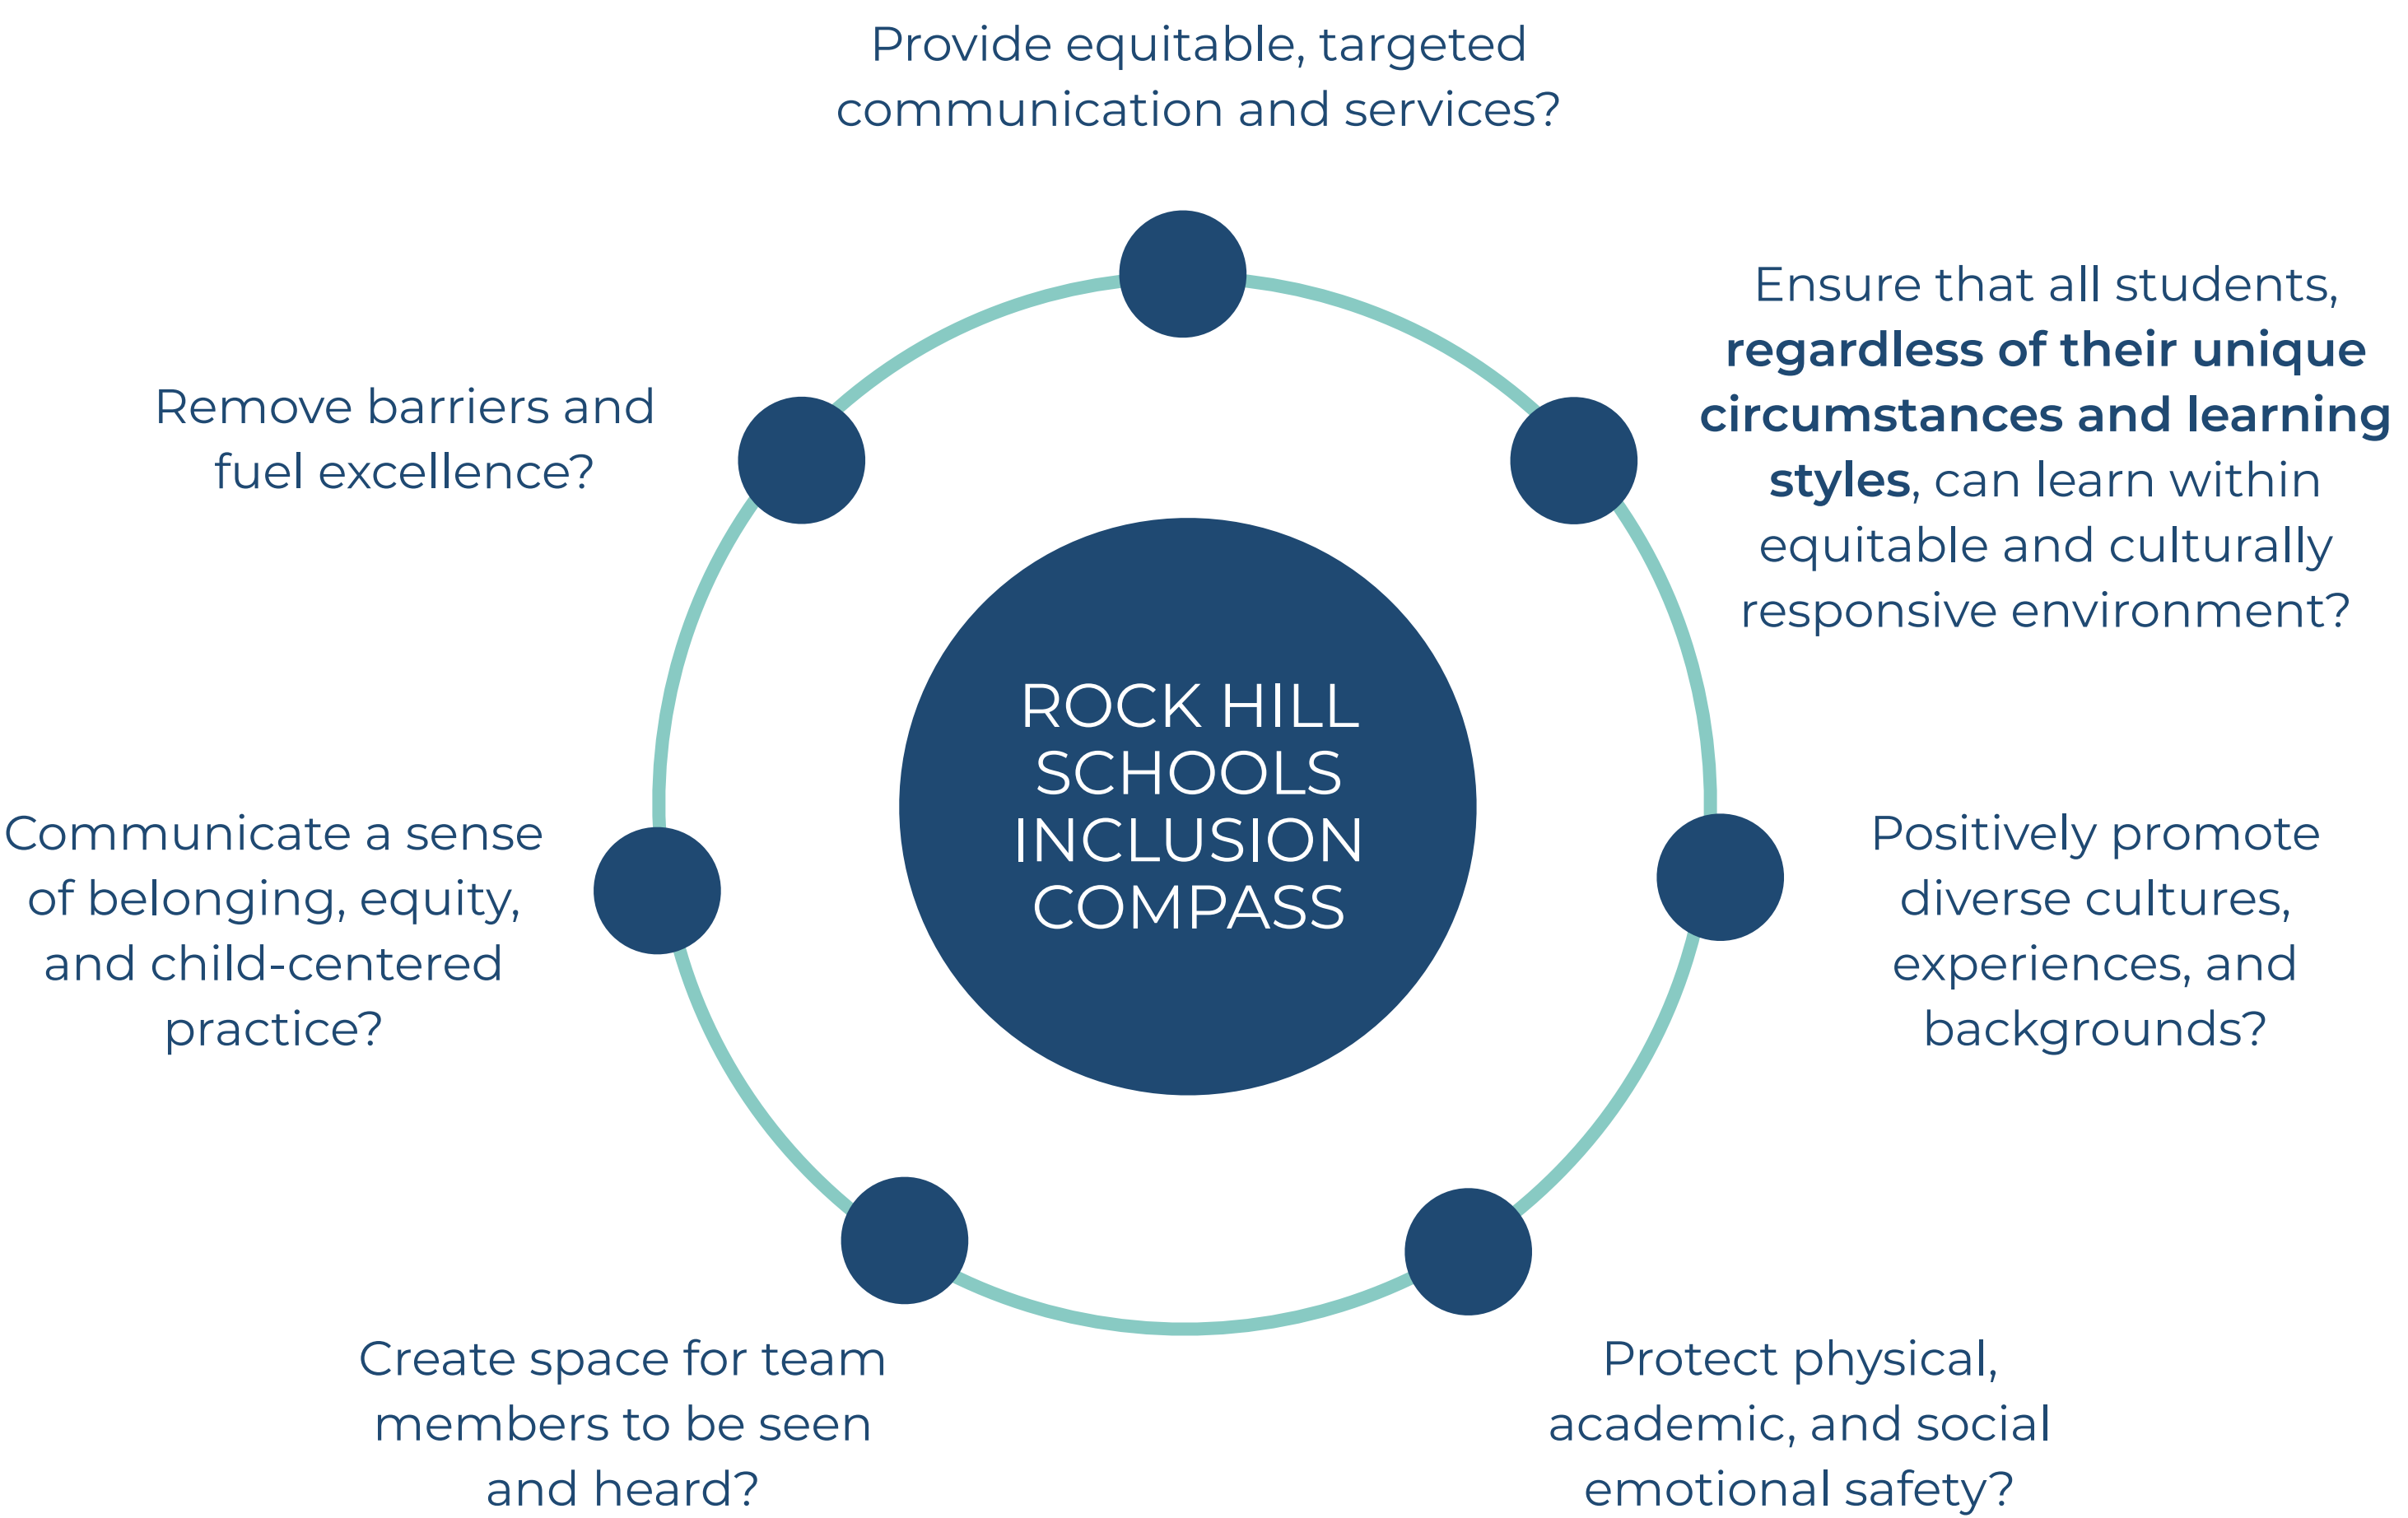 Provide equitable, targeted
communication and services?
Ensure that all students,
regardless of their unique
circumstances and learning
styles, can learn within
equitable and culturally
responsive environment?
Remove barriers and
fuel excellence?
ROCK HILL
SCHOOLS
INCLUSION
COMPASS
Communicate a sense
of belonging, equity,
and child-centered
practice?
Positively promote
diverse cultures,
experiences, and
backgrounds?
Create space for team
members to be seen
and heard?
Protect physical,
academic, and social
emotional safety?